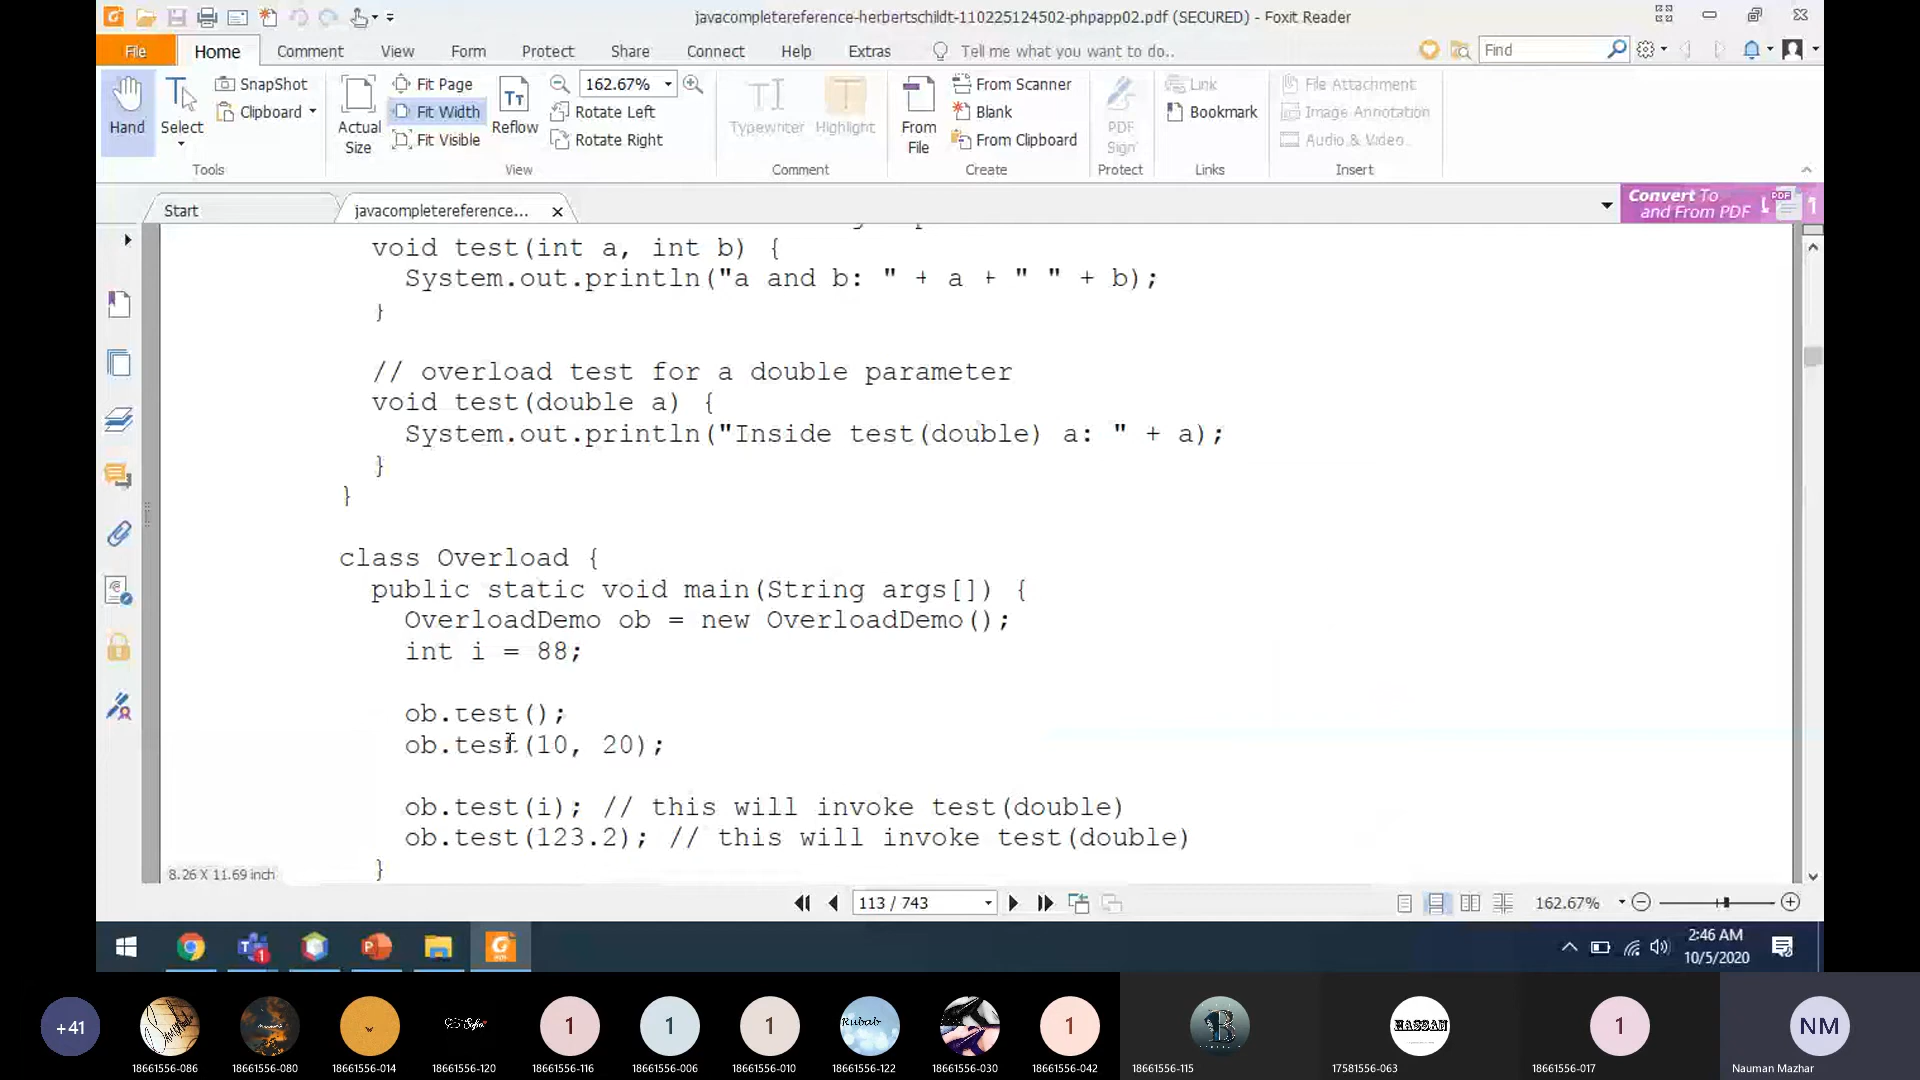 javacompletereference-herbertschildt-110225124502-phpapp02.pdf (SECURED) - Foxit Reader
File Home Comment View Form Protect Share Connect Help Extras Tell me what you want to do.. Find
Hand
Select
SnapShot
Clipboard
Tools
Actual Size
Fit Page
Fit Width
Fit Visible
Reflow
162.67%
Rotate Left
Rotate Right
View
Typewriter
Highlight
Comment
From File
From Scanner
Blank
From Clipboard
Create
PDF Sign
Protect
Link
Bookmark
Links
File Attachment
Image Annotation
Audio & Video
Insert
Start
javacompletereference...
Convert To
and From PDF
PDF
void test(int a, int b) {
System.out.println("a and b: " + a + " " + b);
}
// overload test for a double parameter
void test(double a) {
System.out.println("Inside test(double) a: " + a);
}
}
class Overload {
public static void main(String args[]) {
OverloadDemo ob = new OverloadDemo();
int i = 88;
ob.test();
ob.test(10, 20);
ob.test(i); // this will invoke test(double)
ob.test(123.2); // this will invoke test(double)
}
8.26 X 11.69 inch
113 / 743
162.67%
2:46 AM
10/5/2020
+41
Rubab
HASSAN
B
1
1
1
1
1
NM
18661556-086
18661556-080
18661556-014
18661556-120
18661556-116
18661556-006
18661556-010
18661556-122
18661556-030
18661556-042
18661556-115
17581556-063
18661556-017
Nauman Mazhar